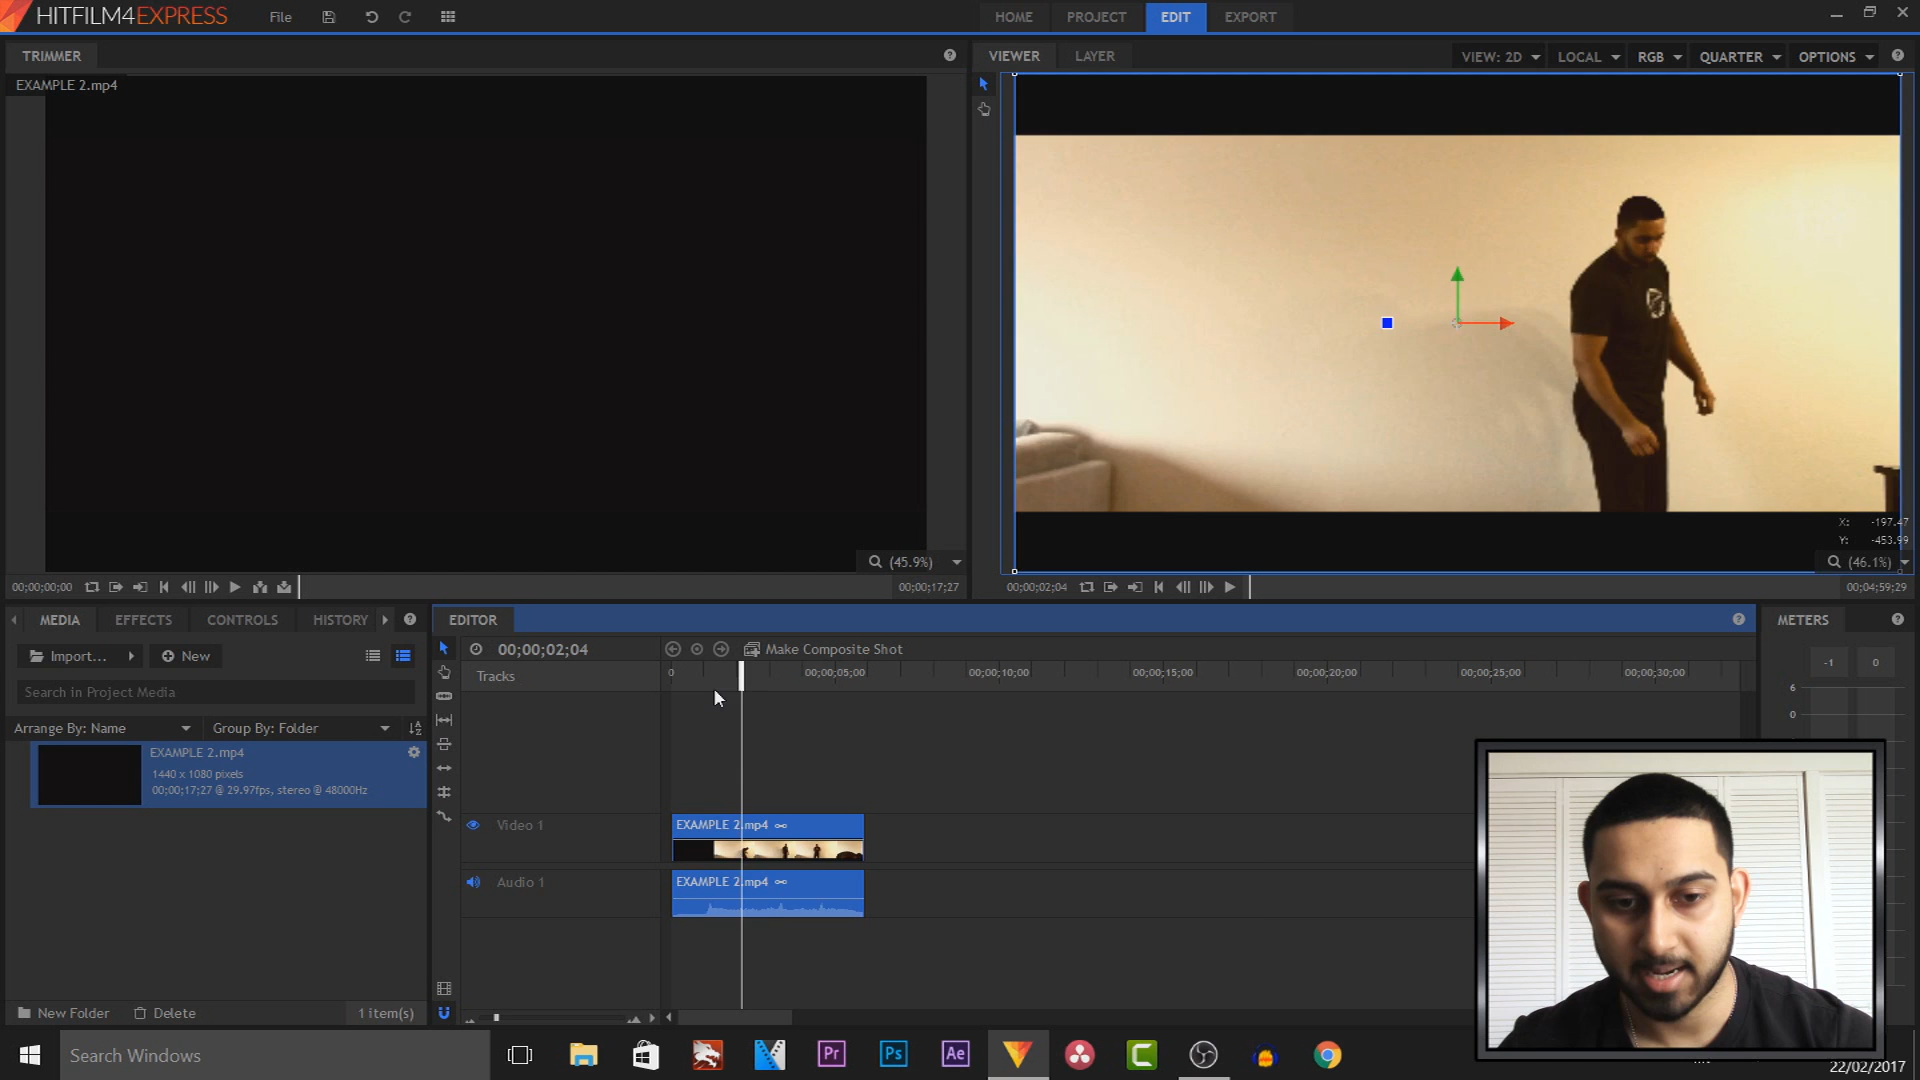 HITFILM4EXPRESS
File
HOME
PROJECT
EDIT
EXPORT
TRIMMER
EXAMPLE 2.mp4
(45.9%)
00;00;00;00
00;00;17;27
VIEWER
LAYER
VIEW: 2D
LOCAL
RGB
QUARTER
OPTIONS
X: -197.47
Y: -453.99
(46.1%)
00;00;02;04
00;04;59;29
MEDIA
EFFECTS
CONTROLS
HISTORY
Import...
New
Search in Project Media
Arrange By: Name
Group By: Folder
EXAMPLE 2.mp4
1440 x 1080 pixels
00;00;17;27 @ 29.97fps, stereo @ 48000Hz
New Folder
Delete
1 item(s)
EDITOR
00;00;02;04
Make Composite Shot
Tracks
0
00;00;05;00
00;00;10;00
00;00;15;00
00;00;20;00
00;00;25;00
00;00;30;00
Video 1
EXAMPLE 2.mp4
Audio 1
EXAMPLE 2.mp4
METERS
-1
0
6
0
Search Windows
Pr
Ps
Ae
22/02/2017